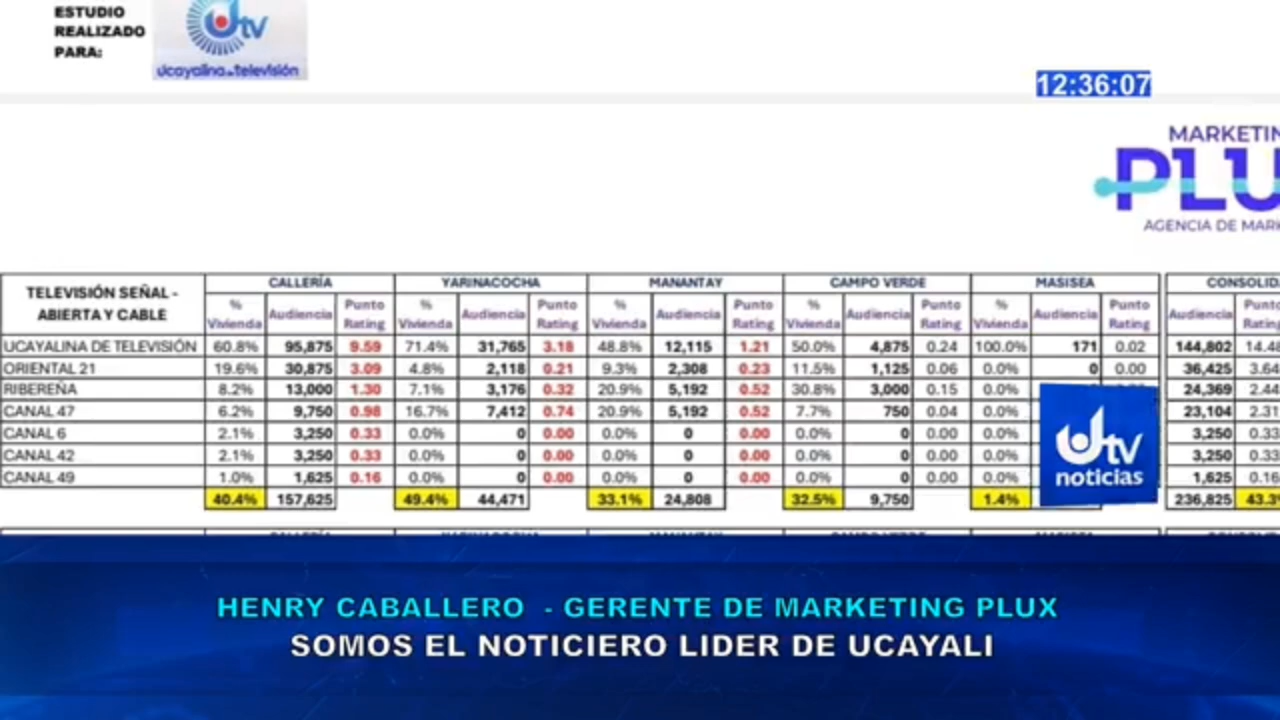 ESTUDIO
REALIZADO
PARA:
utv
ucayalina de televisión
12:36:07
MARKETIN
PLU
AGENCIA DE MARK
TELEVISIÓN SEÑAL -
ABIERTA Y CABLE
CALLERÍA YARINACOCHA MANANTAY CAMPO VERDE MASISEA CONSOLID
% Vivienda Audiencia Punto Rating % Vivienda Audiencia Punto Rating % Vivienda Audiencia Punto Rating % Vivienda Audiencia Punto Rating % Vivienda Audiencia Punto Rating Audiencia Punto Rating
UCAYALINA DE TELEVISIÓN 60.8% 95,875 9.59 71.4% 31,765 3.18 48.8% 12,115 1.21 50.0% 4,875 0.24 100.0% 171 0.02 144,802 14.48
ORIENTAL 21 19.6% 30,875 3.09 4.8% 2,118 0.21 9.3% 2,308 0.23 11.5% 1,125 0.06 0.0% 0 0.00 36,425 3.64
RIBEREÑA 8.2% 13,000 1.30 7.1% 3,176 0.32 20.9% 5,192 0.52 30.8% 3,000 0.15 0.0% 24,369 2.44
CANAL 47 6.2% 9,750 0.98 16.7% 7,412 0.74 20.9% 5,192 0.52 7.7% 750 0.04 0.0% 23,104 2.31
CANAL 6 2.1% 3,250 0.33 0.0% 0 0.00 0.0% 0 0.00 0.0% 0 0.00 0.0% 3,250 0.33
CANAL 42 2.1% 3,250 0.33 0.0% 0 0.00 0.0% 0 0.00 0.0% 0 0.00 0.0% 3,250 0.33
CANAL 49 1.0% 1,625 0.16 0.0% 0 0.00 0.0% 0 0.00 0.0% 0 0.00 0.0% 1,625 0.16
40.4% 157,625 49.4% 44,471 33.1% 24,808 32.5% 9,750 1.4% 236,825 43.3%
utv
noticias
HENRY CABALLERO - GERENTE DE MARKETING PLUX
SOMOS EL NOTICIERO LIDER DE UCAYALI